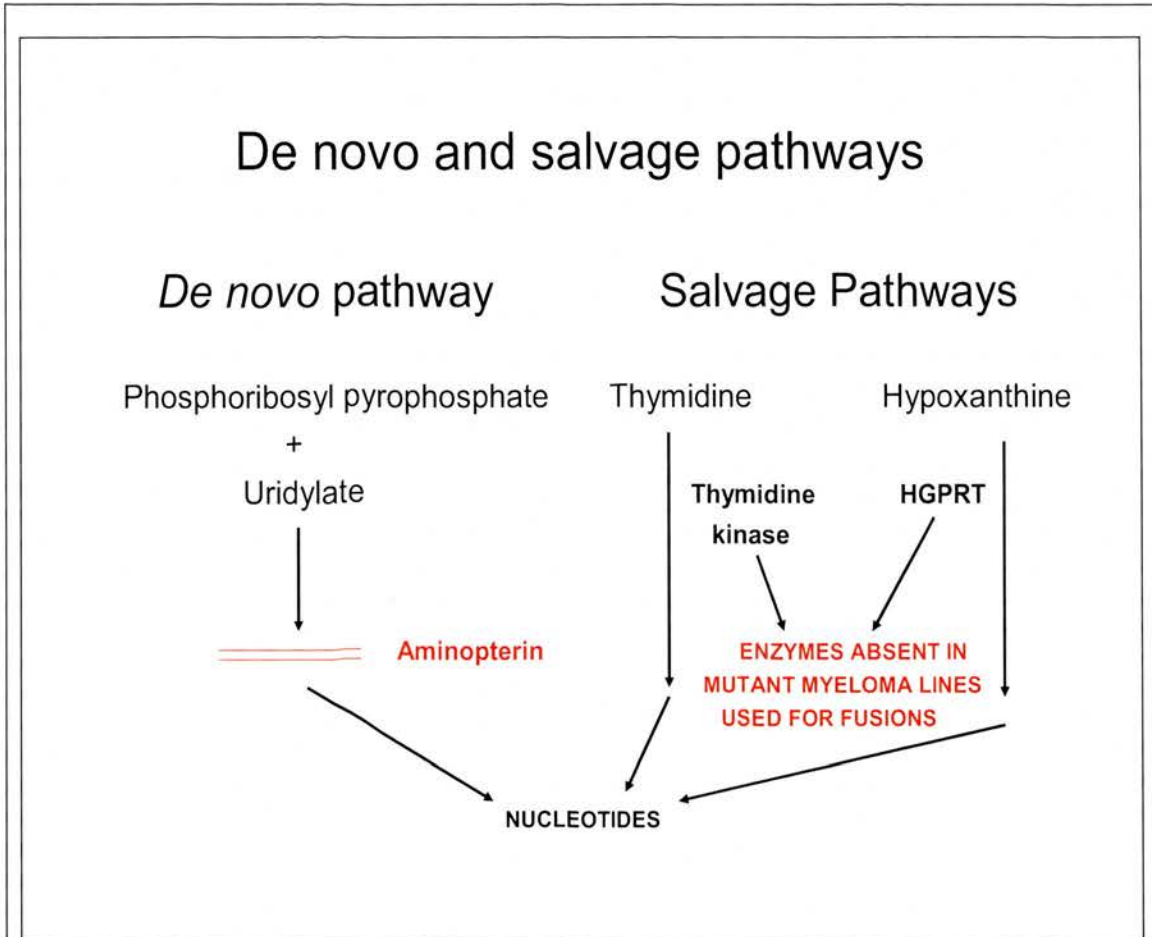 De novo and salvage pathways
De novo pathway
Salvage Pathways
Phosphoribosyl pyrophosphate
+
Uridylate
Thymidine
Hypoxanthine
Thymidine
kinase
HGPRT
Aminopterin
ENZYMES ABSENT IN
MUTANT MYELOMA LINES
USED FOR FUSIONS
NUCLEOTIDES